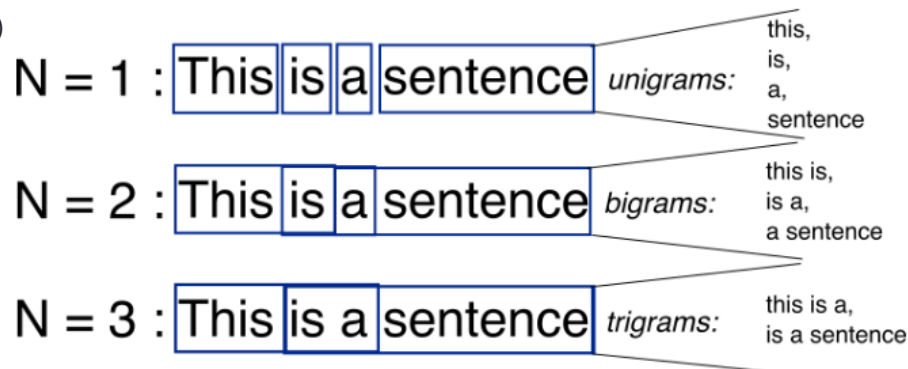 )
N = 1 : This is a sentence unigrams:
this,
is,
a,
sentence
N = 2 : This is a sentence bigrams:
this is,
is a,
a sentence
N = 3 : This is a sentence trigrams:
this is a,
is a sentence